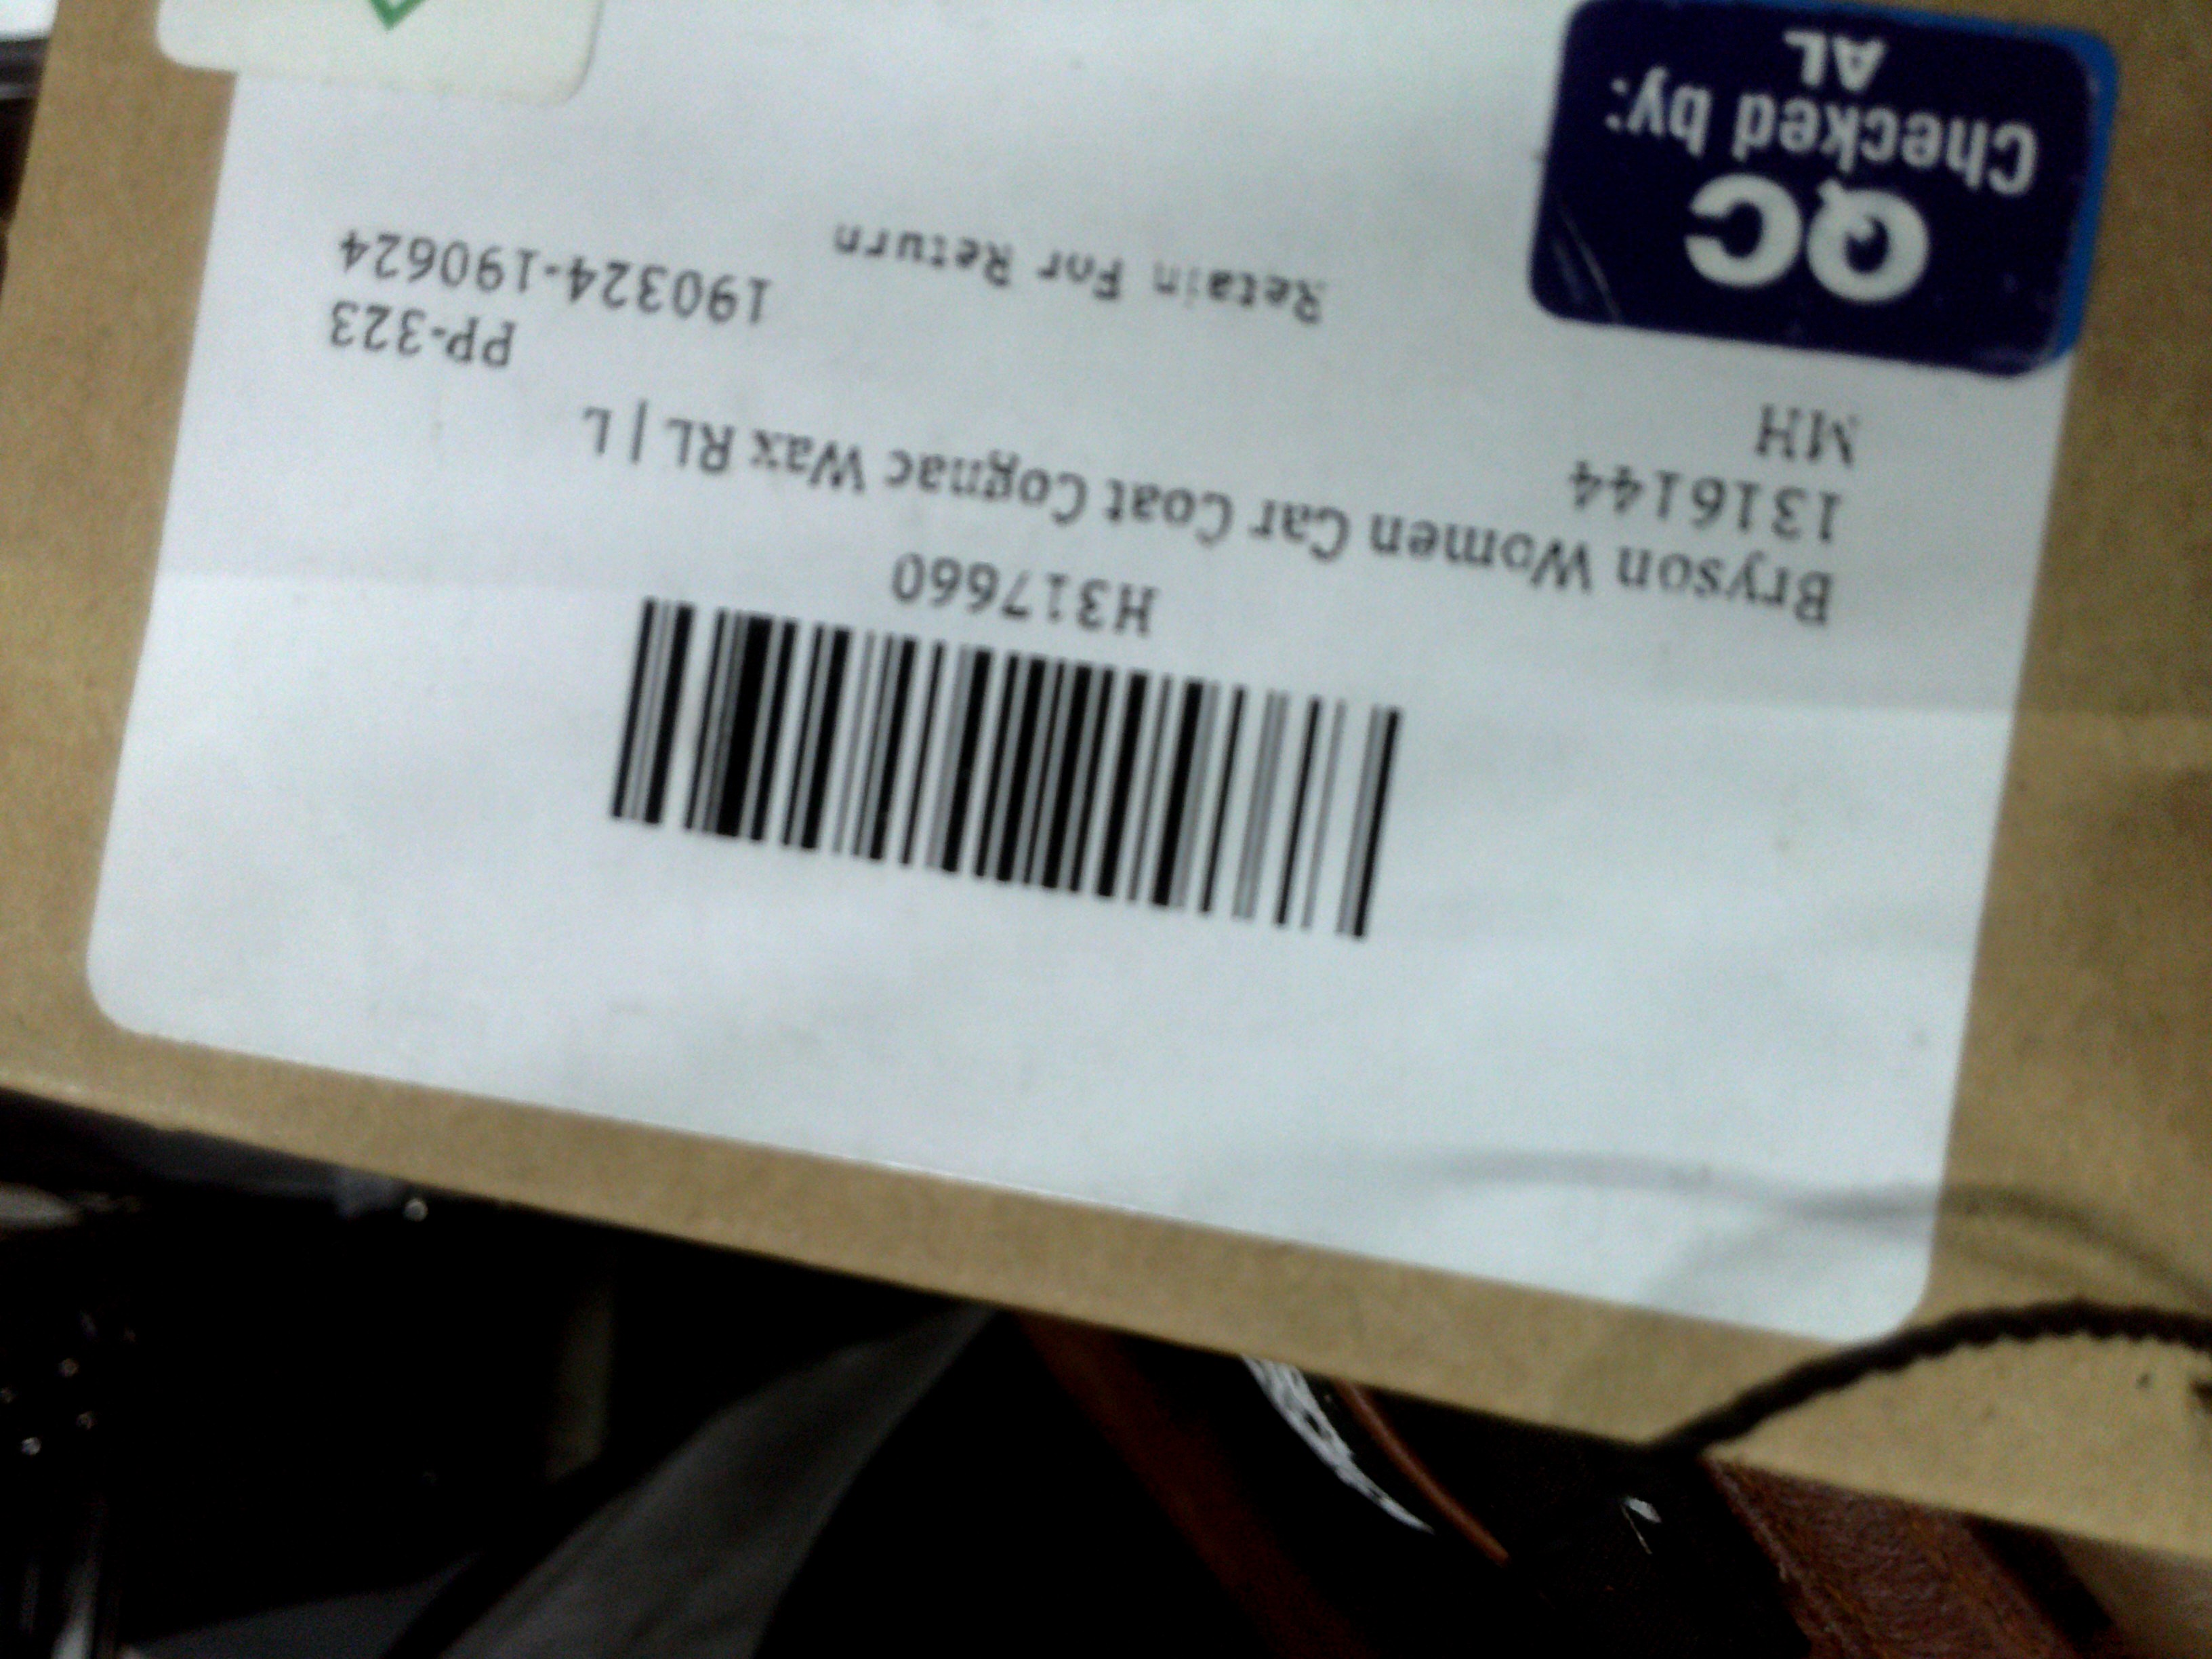 H317660
Bryson Women Car Coat Cognac Wax RL | L
1316144
PP-323
MH
190324-190624
Retain For Return
QC
Checked by:
AL